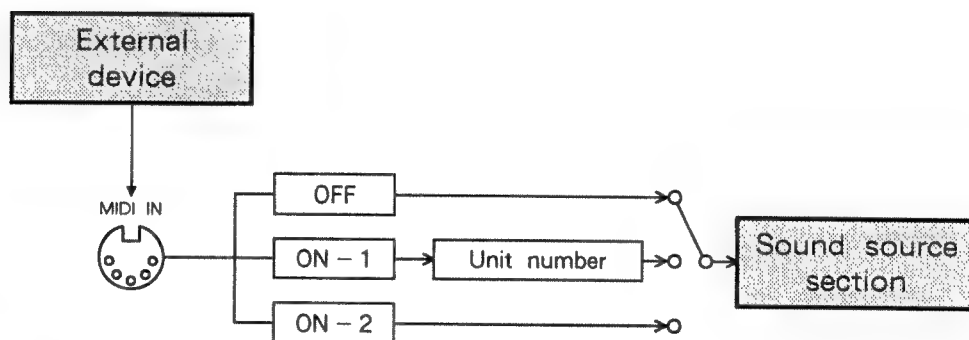 External
device
MIDI IN
OFF
ON - 1
Unit number
Sound source
section
ON - 2